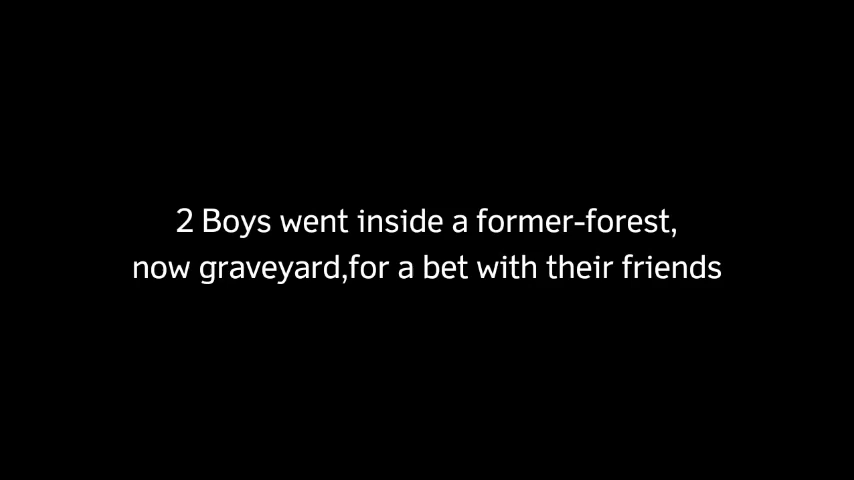 2 Boys went inside a former-forest,
now graveyard,for a bet with their friends